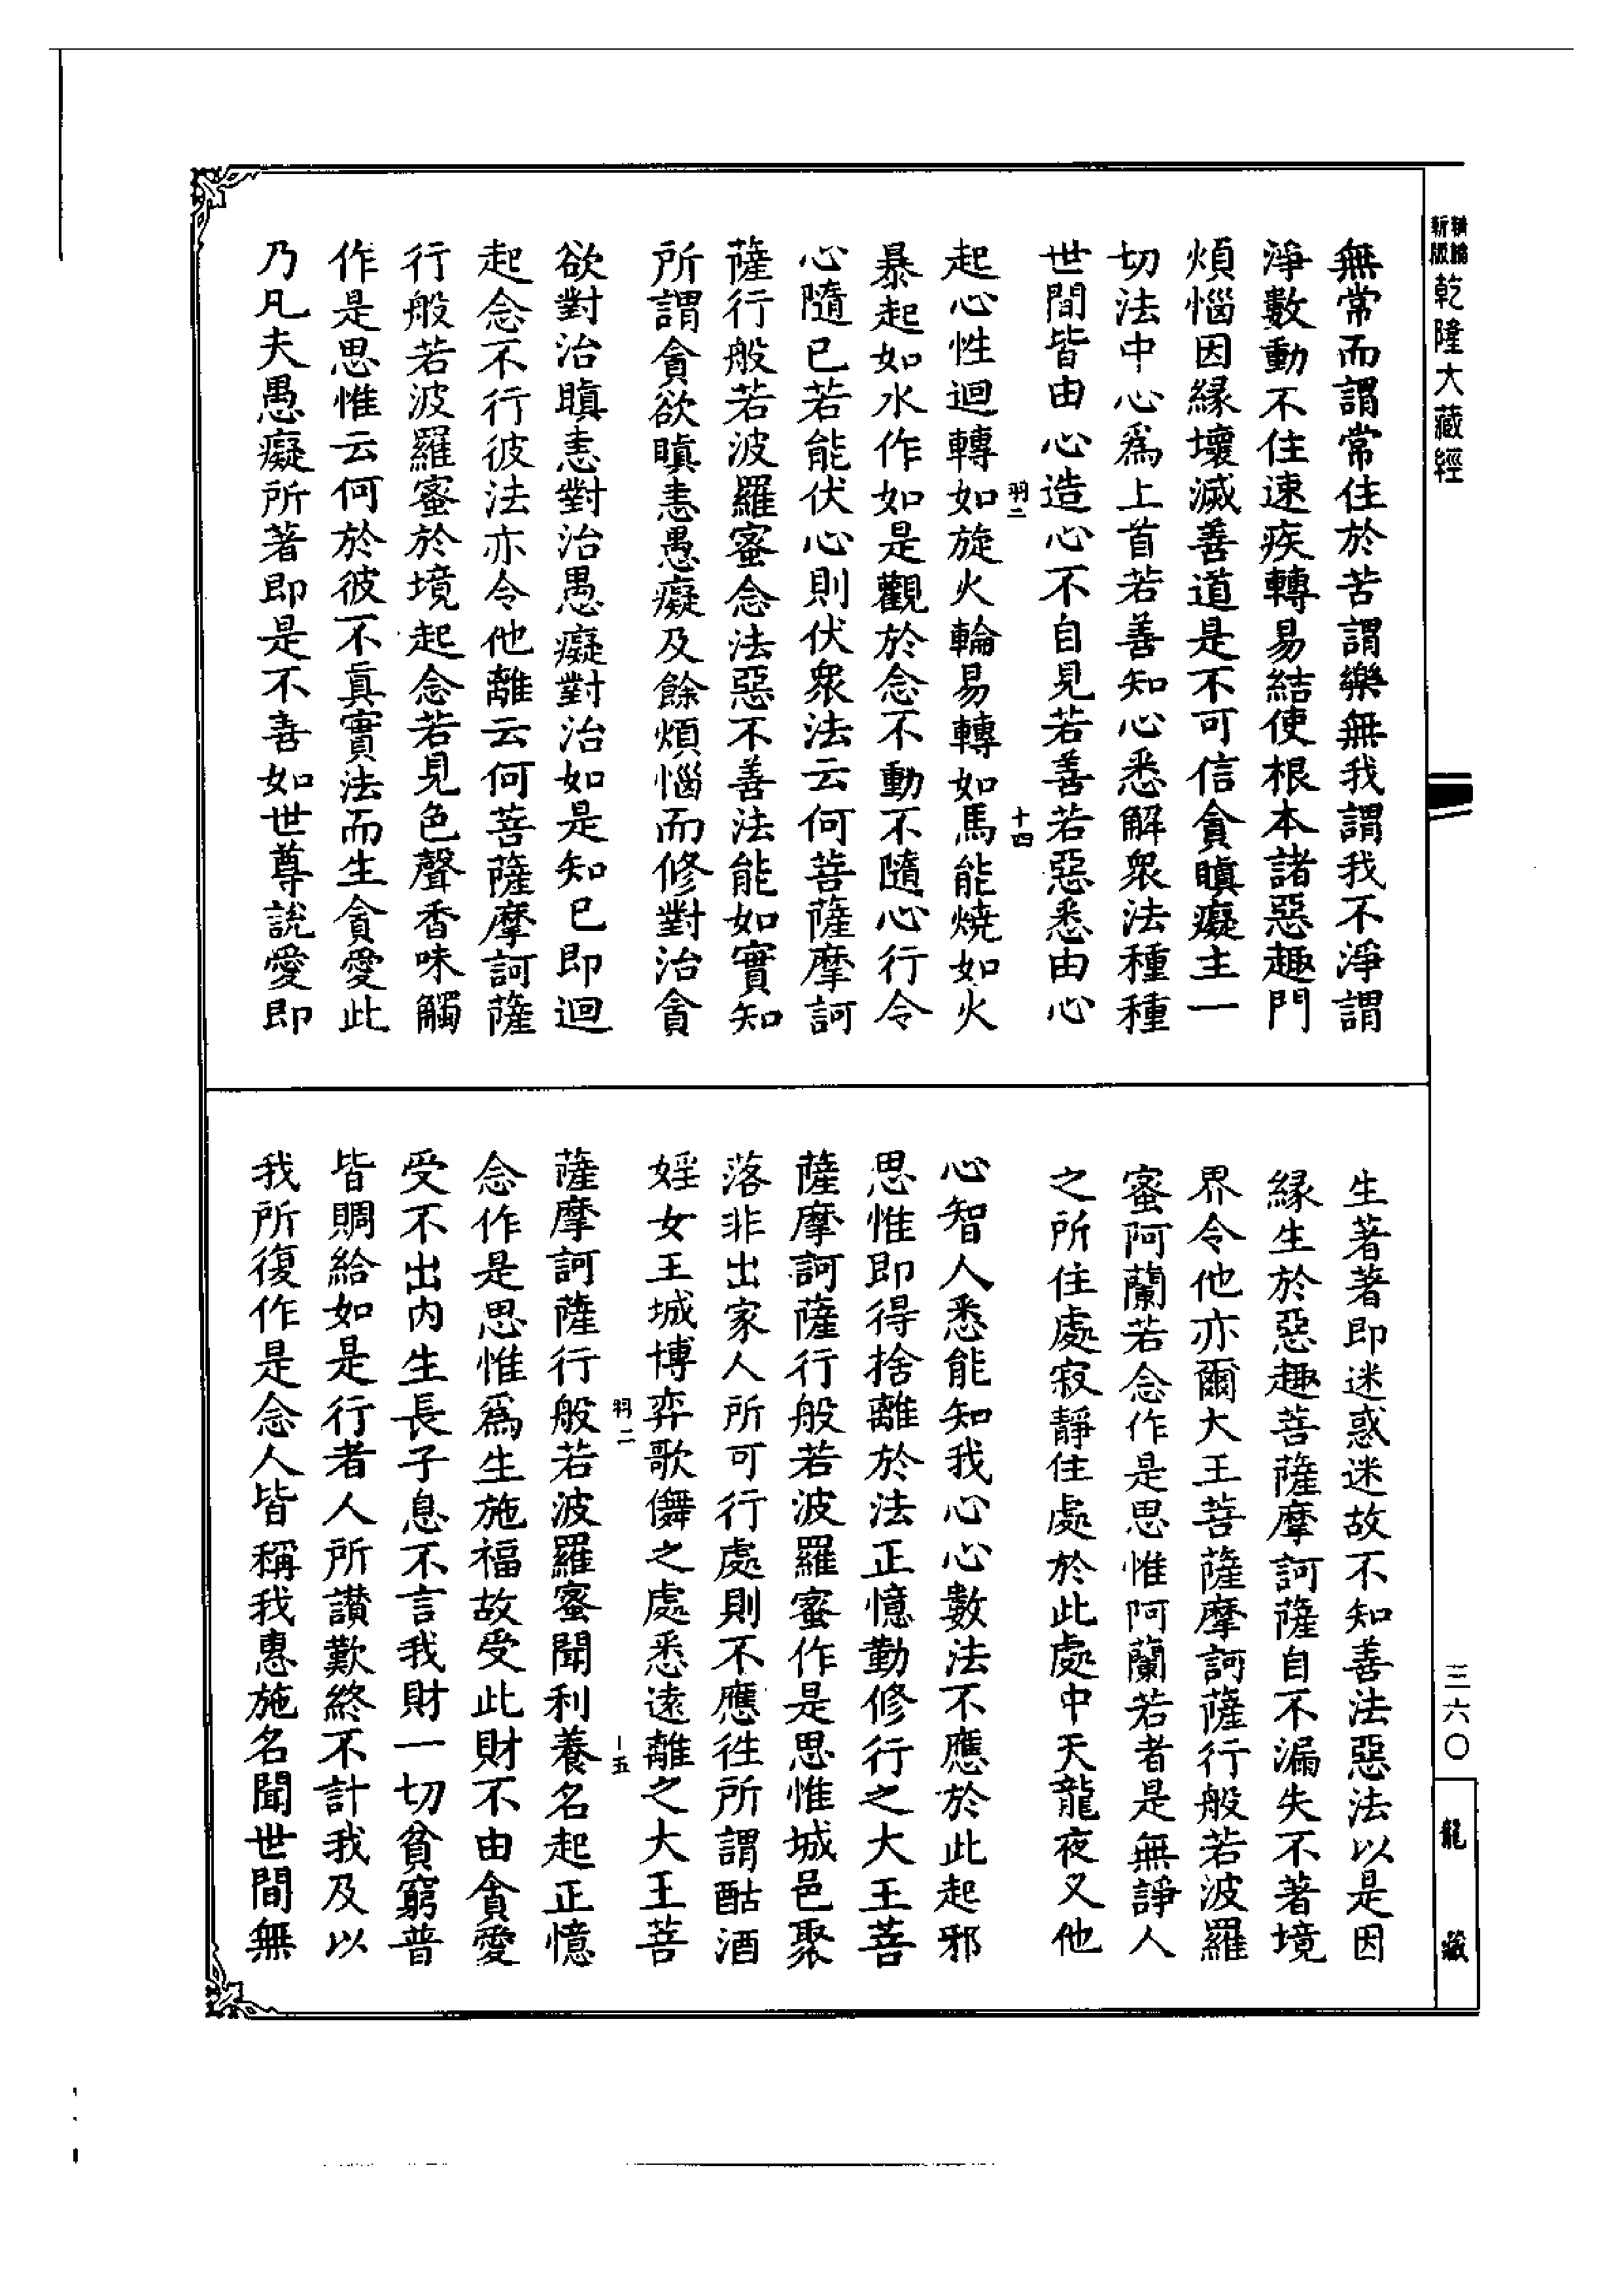 新版
精編
乾隆大藏經
無常而謂常住於苦謂樂無我謂我不淨謂
淨數動不住速疾轉易結使根本諸惡趣門
煩惱因緣壞滅善道是不可信貪瞋癡主一
切法中心爲上首若善知心悉解衆法種種
世間皆由心造心不自見若善若惡悉由心
羽二
十四
起心性迴轉如旋火輪易轉如馬能燒如火
暴起如水作如是觀於念不動不隨心行令
心隨已若能伏心則伏衆法云何菩薩摩訶
薩行般若波羅蜜念法惡不善法能如實知
所謂貪欲瞋恚愚癡及餘煩惱而修對治貪
欲對治瞋恚對治愚癡對治如是知已即迴
起念不行彼法亦令他離云何菩薩摩訶薩
行般若波羅蜜於境起念若見色聲香味觸
作是思惟云何於彼不真實法而生貪愛此
乃凡夫愚癡所著即是不善如世尊說愛即
生著著即迷惑迷故不知善法惡法以是因
緣生於惡趣菩薩摩訶薩自不漏失不著境
界令他亦爾大王菩薩摩訶薩行般若波羅
蜜阿蘭若念作是思惟阿蘭若者是無諍人
之所住處寂靜住處於此處中天龍夜叉他
心智人悉能知我心心數法不應於此起邪
思惟即得捨離於法正憶勤修行之大王菩
薩摩訶薩行般若波羅蜜作是思惟城邑聚
落非出家人所可行處則不應往所謂酤酒
婬女王城博弈歌儛之處悉遠離之大王菩
羽二
一五
薩摩訶薩行般若波羅蜜聞利養名起正憶
念作是思惟爲生施福故受此財不由貪愛
受不出內生長子息不言我財一切貧窮普
皆賙給如是行者人所讃歎終不計我及以
我所復作是念人皆稱我惠施名聞世間無
三六〇
龍藏